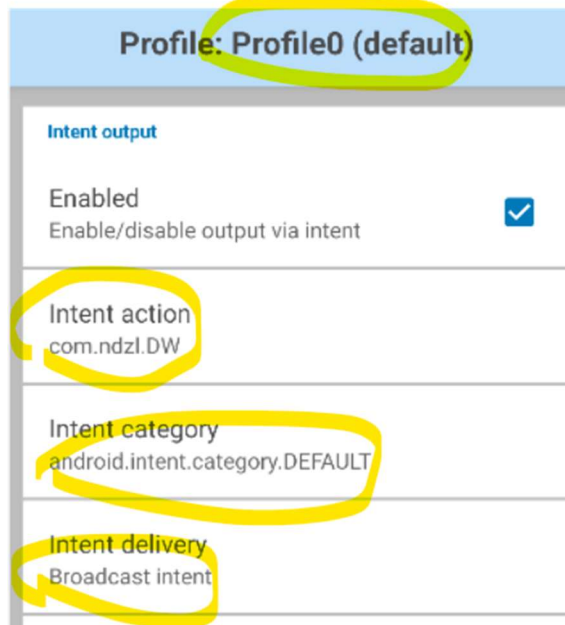 Profile: Profile0 (default)
Intent output
Enabled
Enable/disable output via intent
Intent action
com.ndzl.DW
Intent category
android.intent.category.DEFAULT
Intent delivery
Broadcast intent